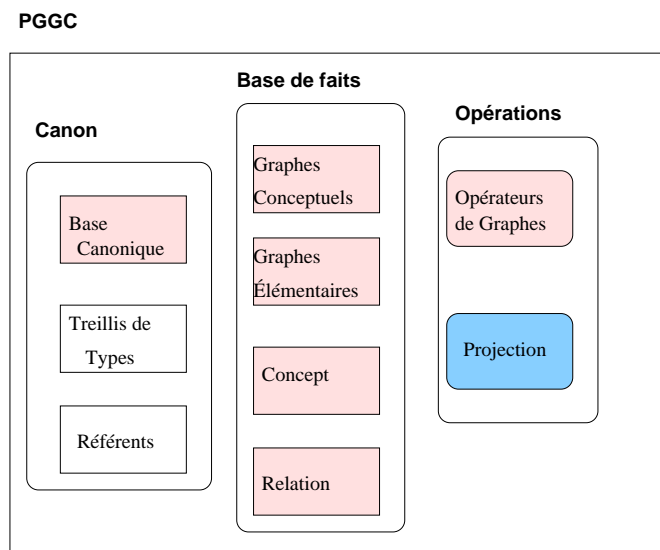 PGGC
Canon
Base
Canonique
Treillis de
Types
Référents
Base de faits
Graphes
Conceptuels
Graphes
Élémentaires
Concept
Relation
Opérations
Opérateurs
de Graphes
Projection